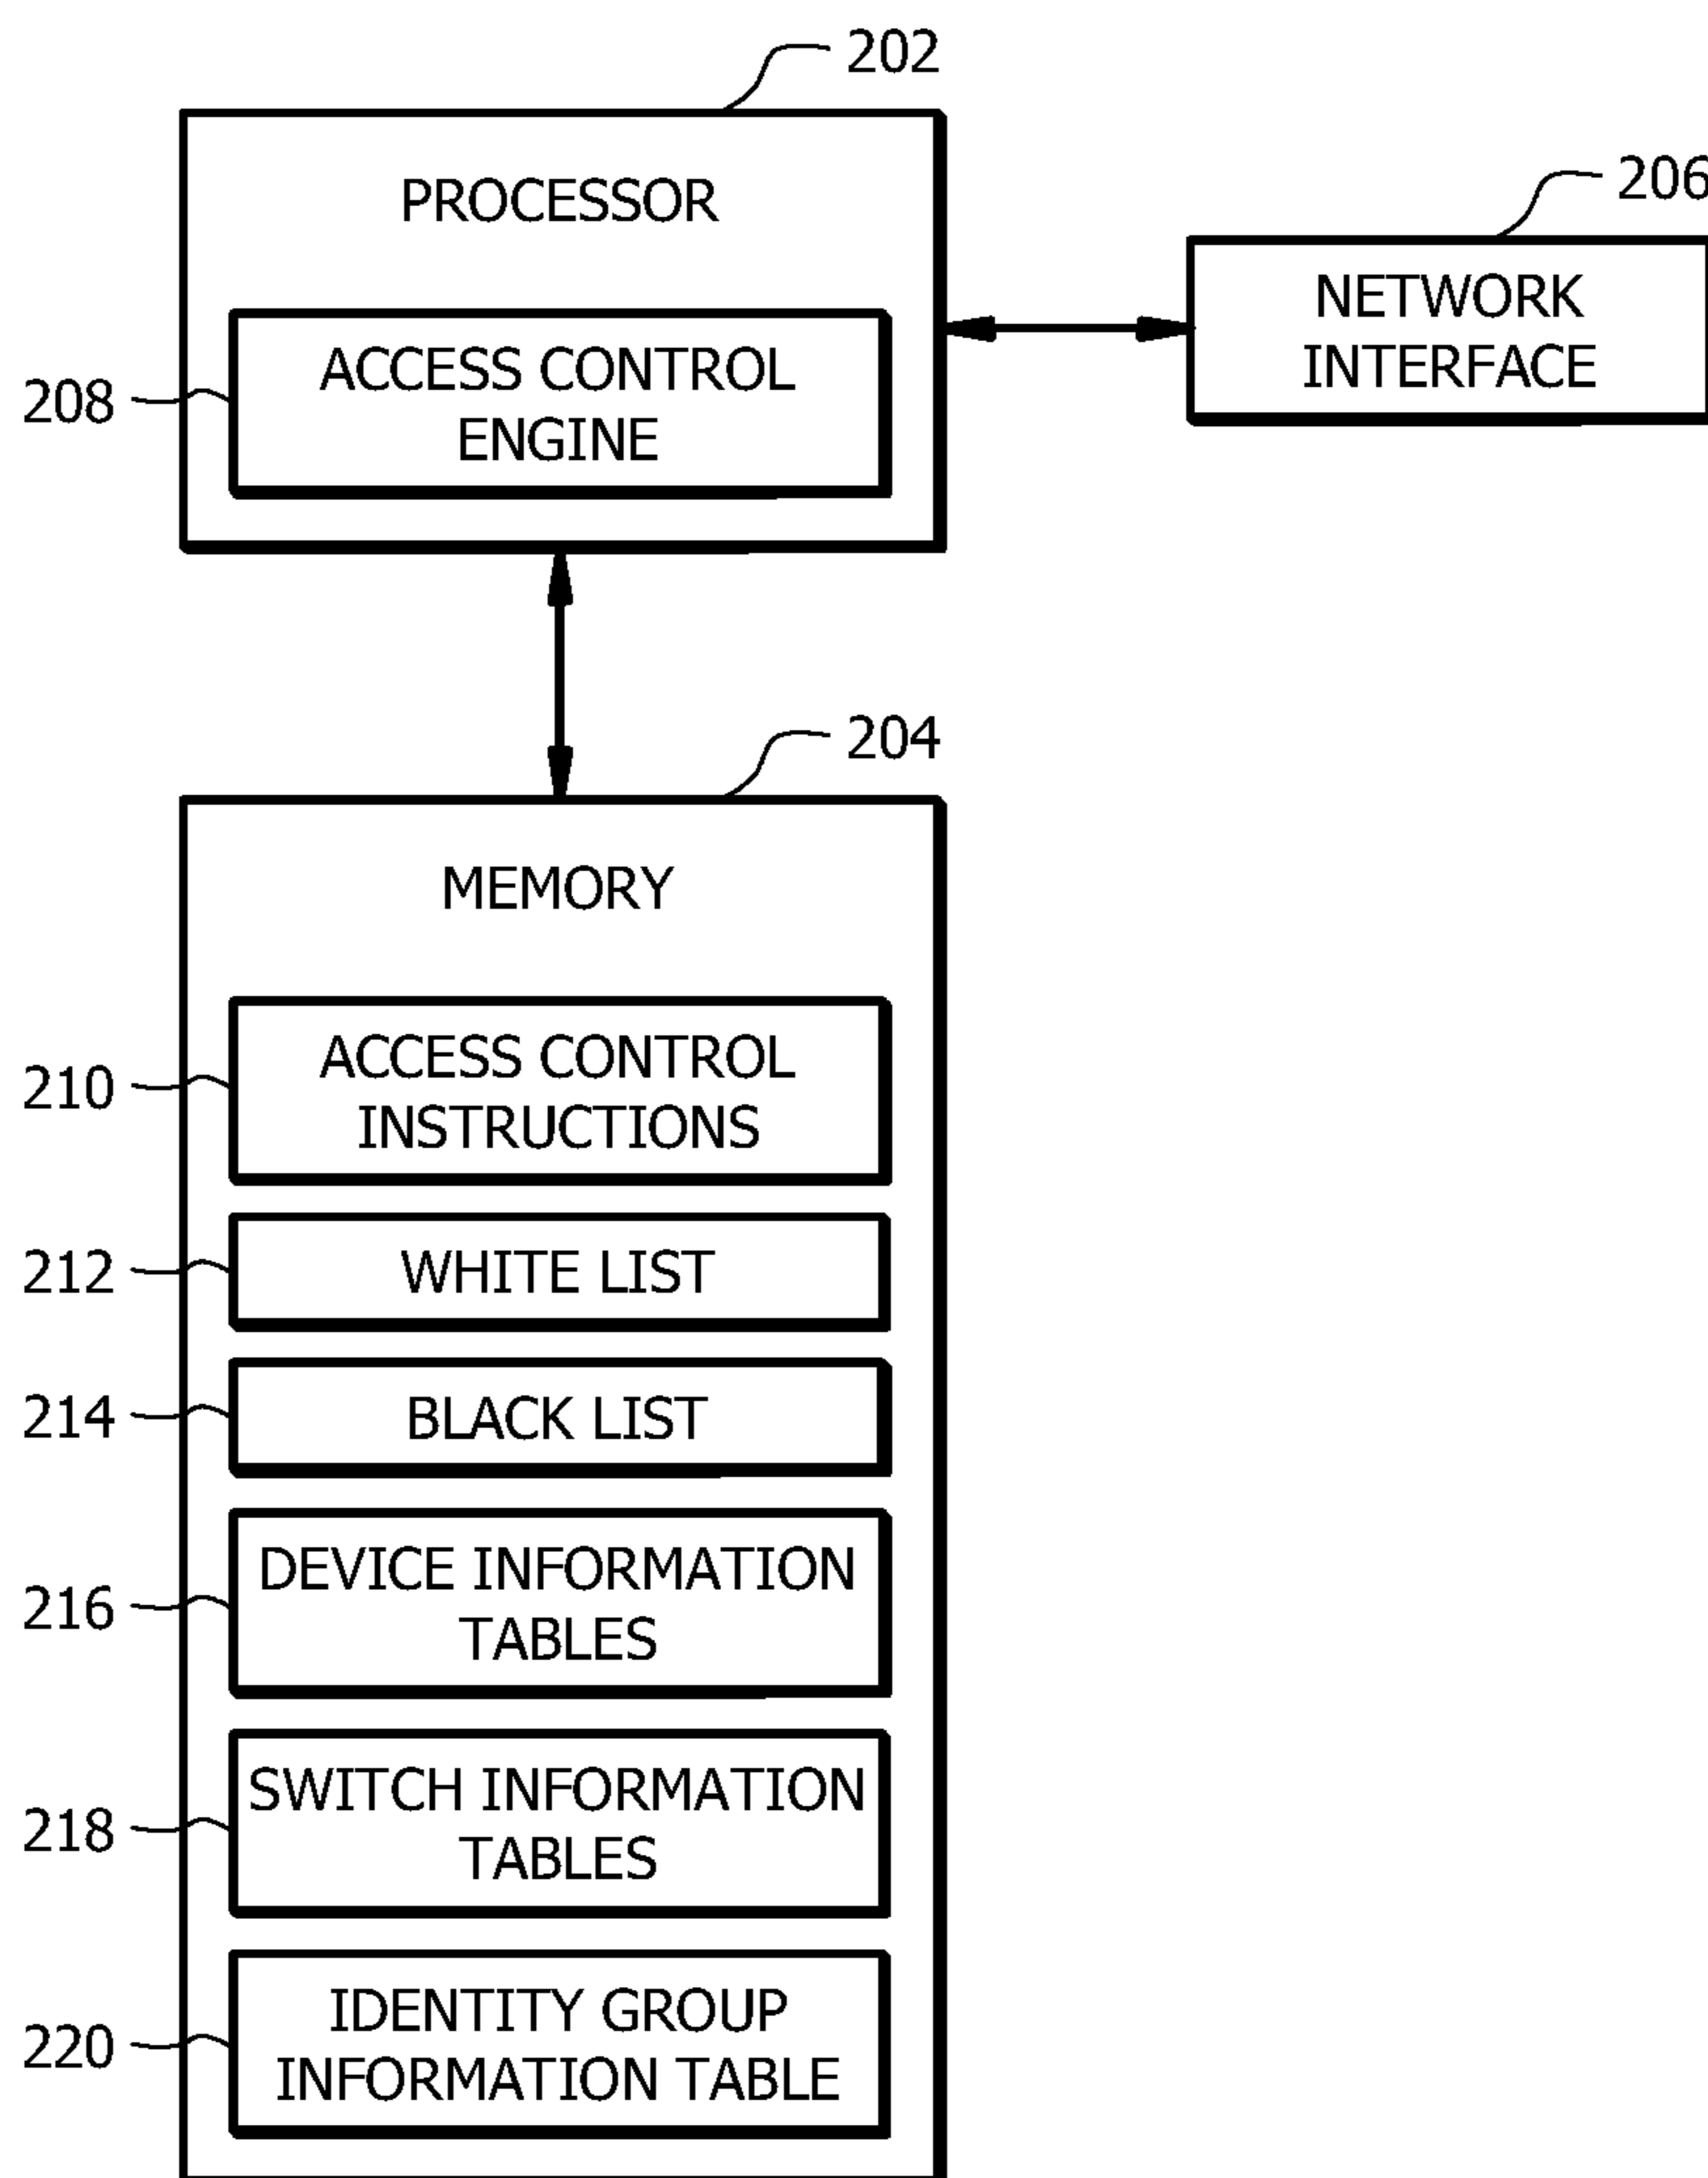 202
PROCESSOR
206
NETWORK
INTERFACE
208
ACCESS CONTROL
ENGINE
204
MEMORY
210
ACCESS CONTROL
INSTRUCTIONS
212
WHITE LIST
214
BLACK LIST
216
DEVICE INFORMATION
TABLES
218
SWITCH INFORMATION
TABLES
220
IDENTITY GROUP
INFORMATION TABLE